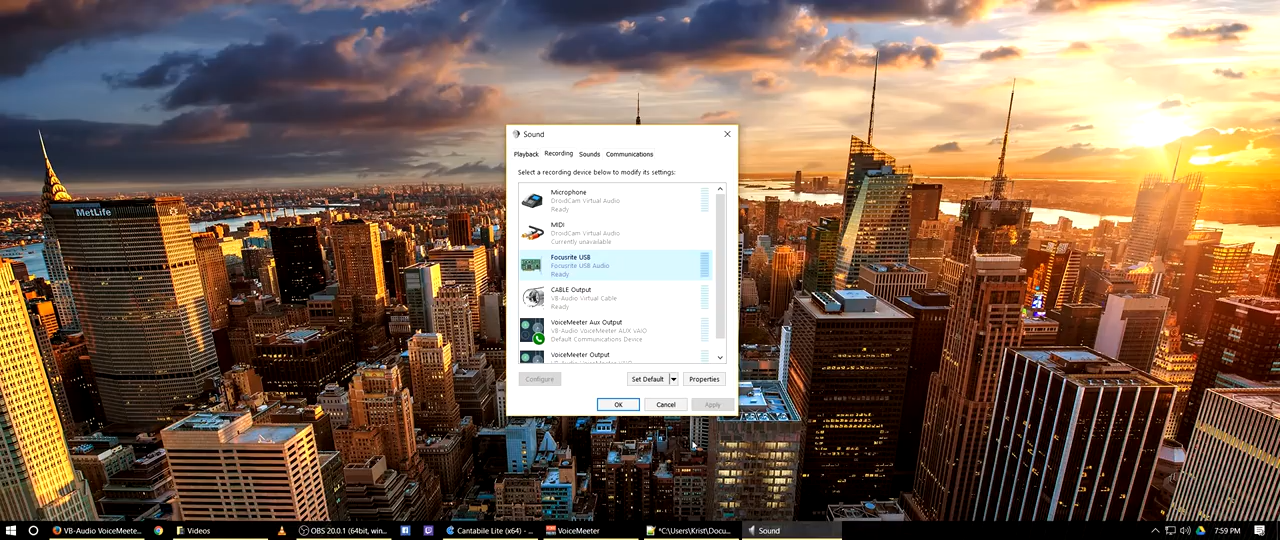 MetLife
Sound
Playback Recording Sounds Communications
Select a recording device below to modify its settings:
Microphone
DroidCam Virtual Audio
Ready
MIDI
DroidCam Virtual Audio
Currently unavailable
Focusrite USB
Focusrite USB Audio
Ready
CABLE Output
VB-Audio Virtual Cable
Ready
VoiceMeeter Aux Output
VB-Audio VoiceMeeter AUX VAIO
Default Communications Device
VoiceMeeter Output
Configure Set Default Properties
OK Cancel Apply
VB-Audio VoiceMeete... Videos OBS 20.0.1 (64bit, win... Cantabile Lite (x64) - ... VoiceMeeter *C:\Users\Krist\Docu... Sound 7:59 PM